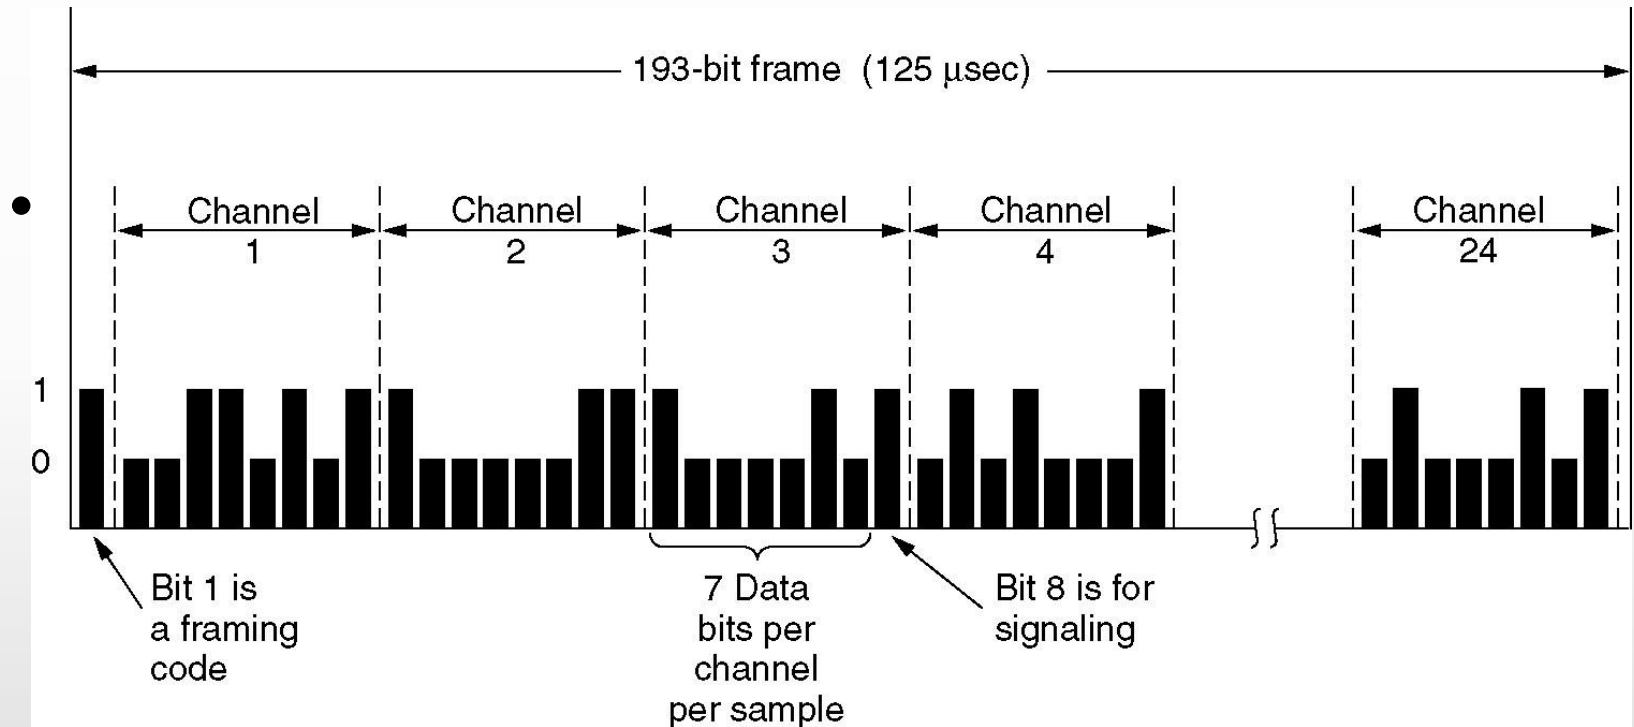 193-bit frame (125 μsec)
Channel
1
Channel
2
Channel
3
Channel
4
Channel
24
1
0
Bit 1 is
a framing
code
7 Data
bits per
channel
per sample
Bit 8 is for
signaling